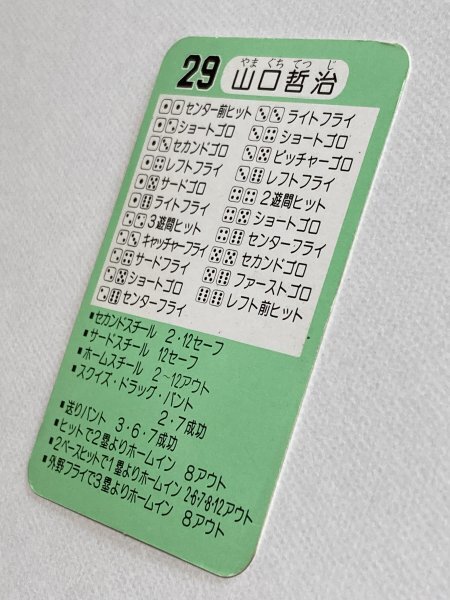 29
やま ぐち てつ じ
山口哲治
センター前ヒット
ショートゴロ
セカンドゴロ
レフトフライ
サードゴロ
ライトフライ
3遊間ヒット
キャッチャーフライ
サードフライ
ショートゴロ
センターフライ
ライトフライ
ショートゴロ
ピッチャーゴロ
レフトフライ
2遊間ヒット
ショートゴロ
センターフライ
セカンドゴロ
ファーストゴロ
レフト前ヒット
■セカンドスチール 2・12セーフ
■サードスチール 12セーフ
■ホームスチール 2~12アウト
■スクイズ・ドラッグ・バント
2・7成功
■送りバント 3・6・7成功
■ヒットで2塁よりホームイン 8アウト
■2ベースヒットで1塁よりホームイン 2・6・7・8・12アウト
■外野フライで3塁よりホームイン
8アウト